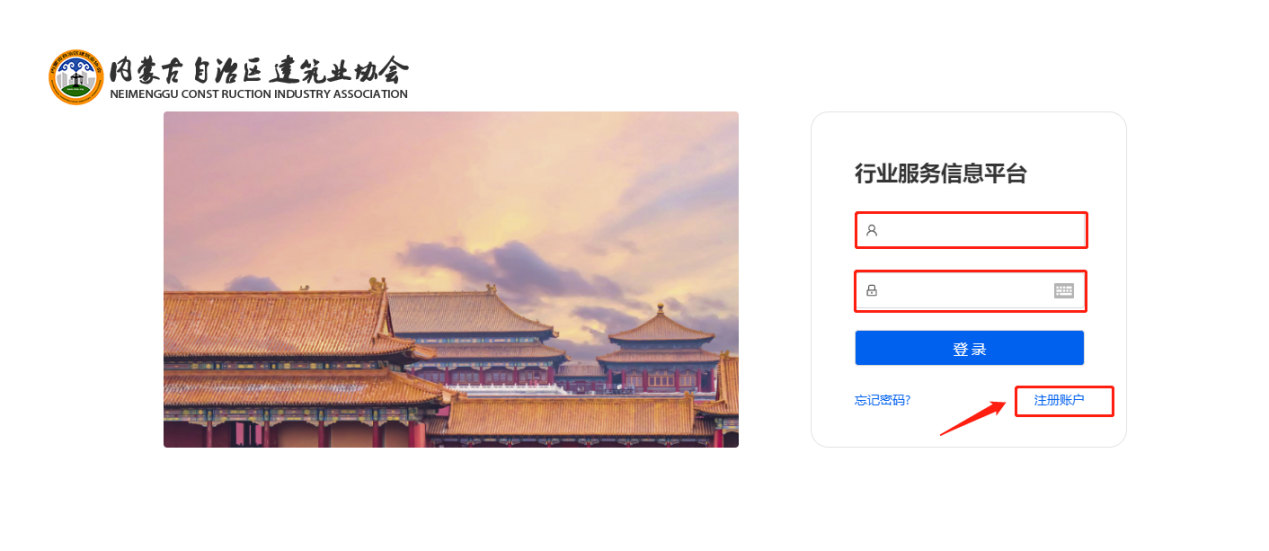 内蒙古自治区建筑业协会
NEIMENGGU CONST RUCTION INDUSTRY ASSOCIATION
行业服务信息平台
登录
忘记密码?
注册账户